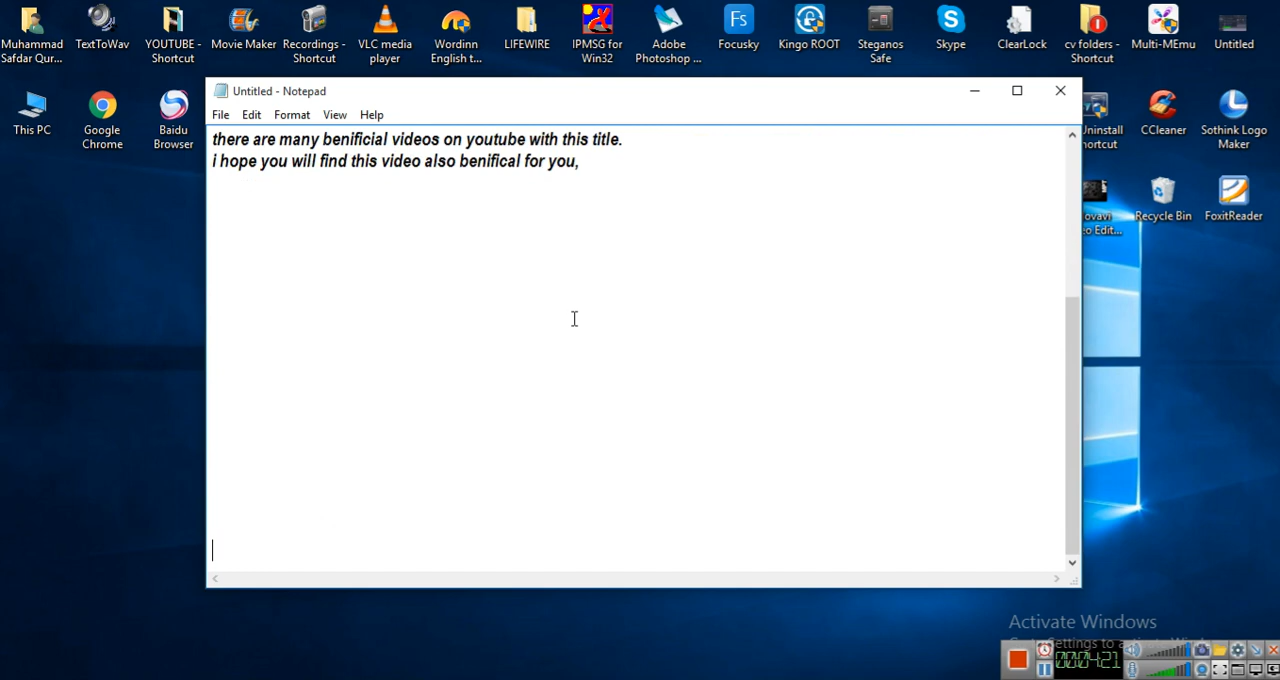 Muhammad Safdar Qur...
TextToWav
YOUTUBE - Shortcut
Movie Maker
Recordings - Shortcut
VLC media player
Wordinn English t...
LIFEWIRE
IPMSG for Win32
Adobe Photoshop ...
Focusky
Kingo ROOT
Steganos Safe
Skype
ClearLock
cv folders - Shortcut
Multi-MEmu
Untitled
This PC
Google Chrome
Baidu Browser
Untitled - Notepad
File Edit Format View Help
there are many benificial videos on youtube with this title.
i hope you will find this video also benifical for you,
CCleaner
Sothink Logo Maker
Recycle Bin
FoxitReader
eo Edit...
Activate Windows
Settings to